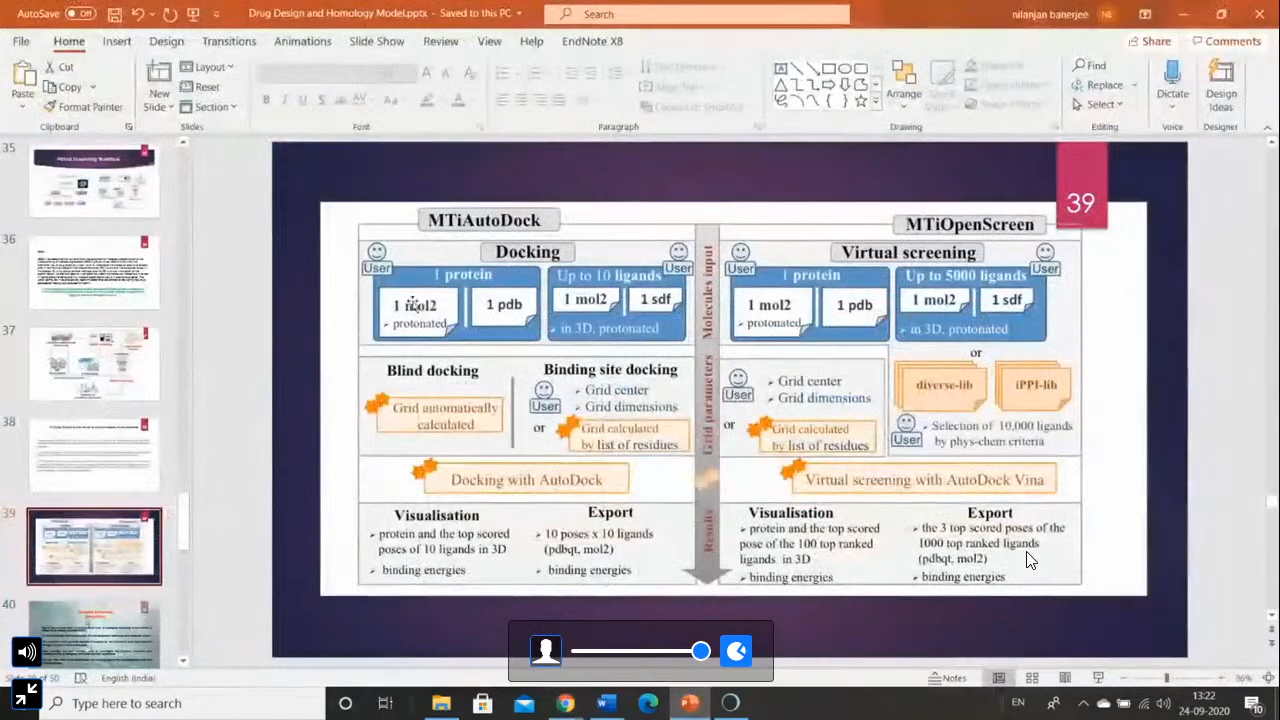 AutoSave Off
Drug Design and Homology Model.pptx - Saved to this PC
Search
nilanjan banerjee
NB
File Home Insert Design Transitions Animations Slide Show Review View Help EndNote X8
Share Comments
Paste
Cut
Copy
Format Painter
Clipboard
New Slide
Layout
Reset
Section
Slides
Font
Paragraph
Arrange
Drawing
Find
Replace
Select
Editing
Dictate
Voice
Design Ideas
Designer
35
36
37
38
39
40
39
MTiAutoDock
MTiOpenScreen
Docking
Virtual screening
User
User
User
User
1 protein
Up to 10 ligands
Up to 5000 ligands
1 mol2
protonated
1 pdb
1 mol2
1 sdf
in 3D, protonated
1 mol2
protonated
1 pdb
1 mol2
1 sdf
in 3D, protonated
Molecules input
or
Blind docking
Binding site docking
Grid automatically calculated
User
Grid center
Grid dimensions
or
Grid calculated by list of residues
Grid parameters
User
Grid center
Grid dimensions
or
Grid calculated by list of residues
diverse-lib
iPPI-lib
User
Selection of 10,000 ligands by phys-chem criteria
Docking with AutoDock
Virtual screening with AutoDock Vina
Results
Visualisation
protein and the top scored
poses of 10 ligands in 3D
binding energies
Export
10 poses x 10 ligands
(pdbqt, mol2)
binding energies
Visualisation
protein and the top scored
pose of the 100 top ranked
ligands in 3D
binding energies
Export
the 3 top scored poses of the
1000 top ranked ligands
(pdbqt, mol2)
binding energies
English (India)
Notes
86%
Type here to search
EN
13:22
24-09-2020
10